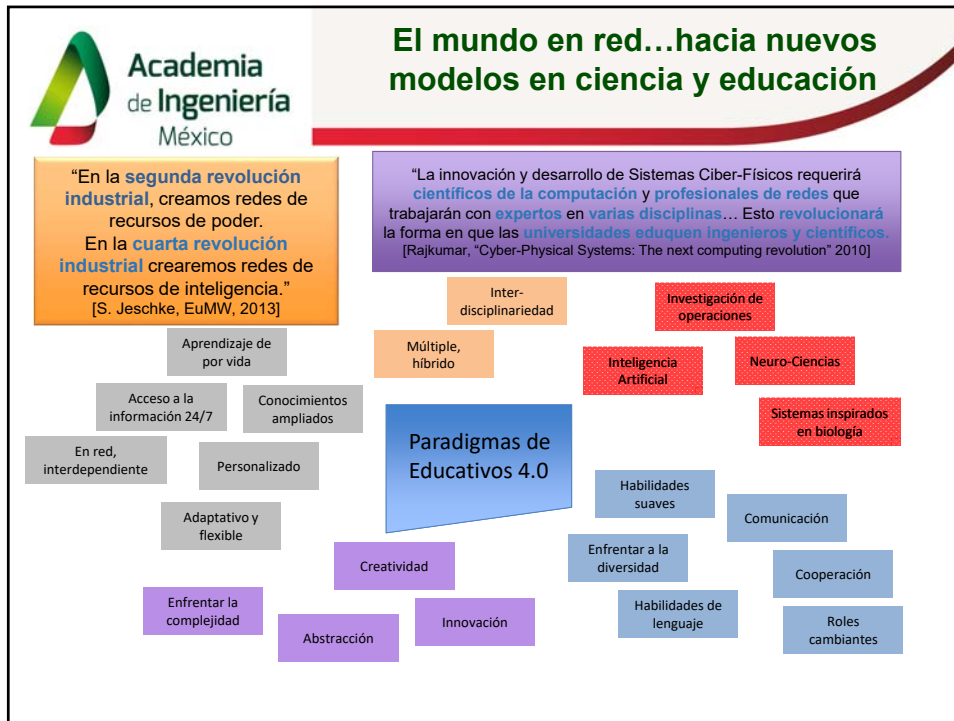 Academia
de Ingeniería
México
El mundo en red…hacia nuevos
modelos en ciencia y educación
“En la segunda revolución
industrial, creamos redes de
recursos de poder.
En la cuarta revolución
industrial crearemos redes de
recursos de inteligencia.”
[S. Jeschke, EuMW, 2013]
“La innovación y desarrollo de Sistemas Ciber-Físicos requerirá
científicos de la computación y profesionales de redes que
trabajarán con expertos en varias disciplinas… Esto revolucionará
la forma en que las universidades eduquen ingenieros y científicos.
[Rajkumar, “Cyber-Physical Systems: The next computing revolution” 2010]
Inter-
disciplinariedad
Múltiple,
híbrido
Investigación de
operaciones
Inteligencia
Artificial
Neuro-Ciencias
Sistemas inspirados
en biología
Aprendizaje de
por vida
Acceso a la
información 24/7
Conocimientos
ampliados
En red,
interdependiente
Personalizado
Adaptativo y
flexible
Paradigmas de
Educativos 4.0
Habilidades
suaves
Comunicación
Enfrentar a la
diversidad
Cooperación
Habilidades de
lenguaje
Roles
cambiantes
Creatividad
Enfrentar la
complejidad
Abstracción
Innovación